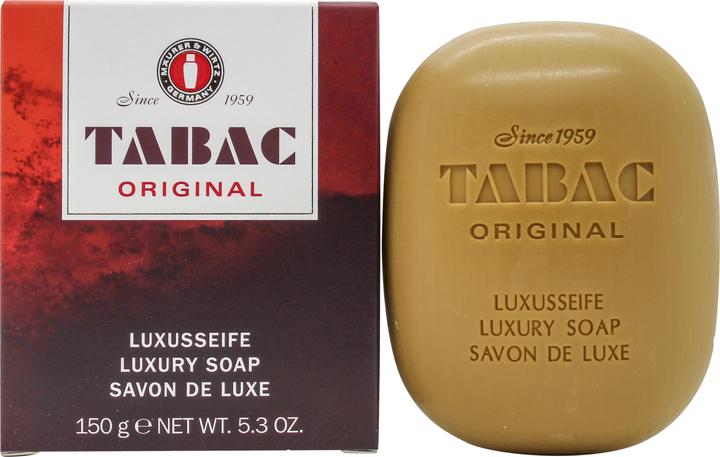 MÄURER & WIRTZ
GERMANY
Since 1959
TABAC
ORIGINAL
LUXUSSEIFE
LUXURY SOAP
SAVON DE LUXE
150 g ℮ NET WT. 5.3 OZ.
Since 1959
TABAC
ORIGINAL
LUXUSSEIFE
LUXURY SOAP
SAVON DE LUXE